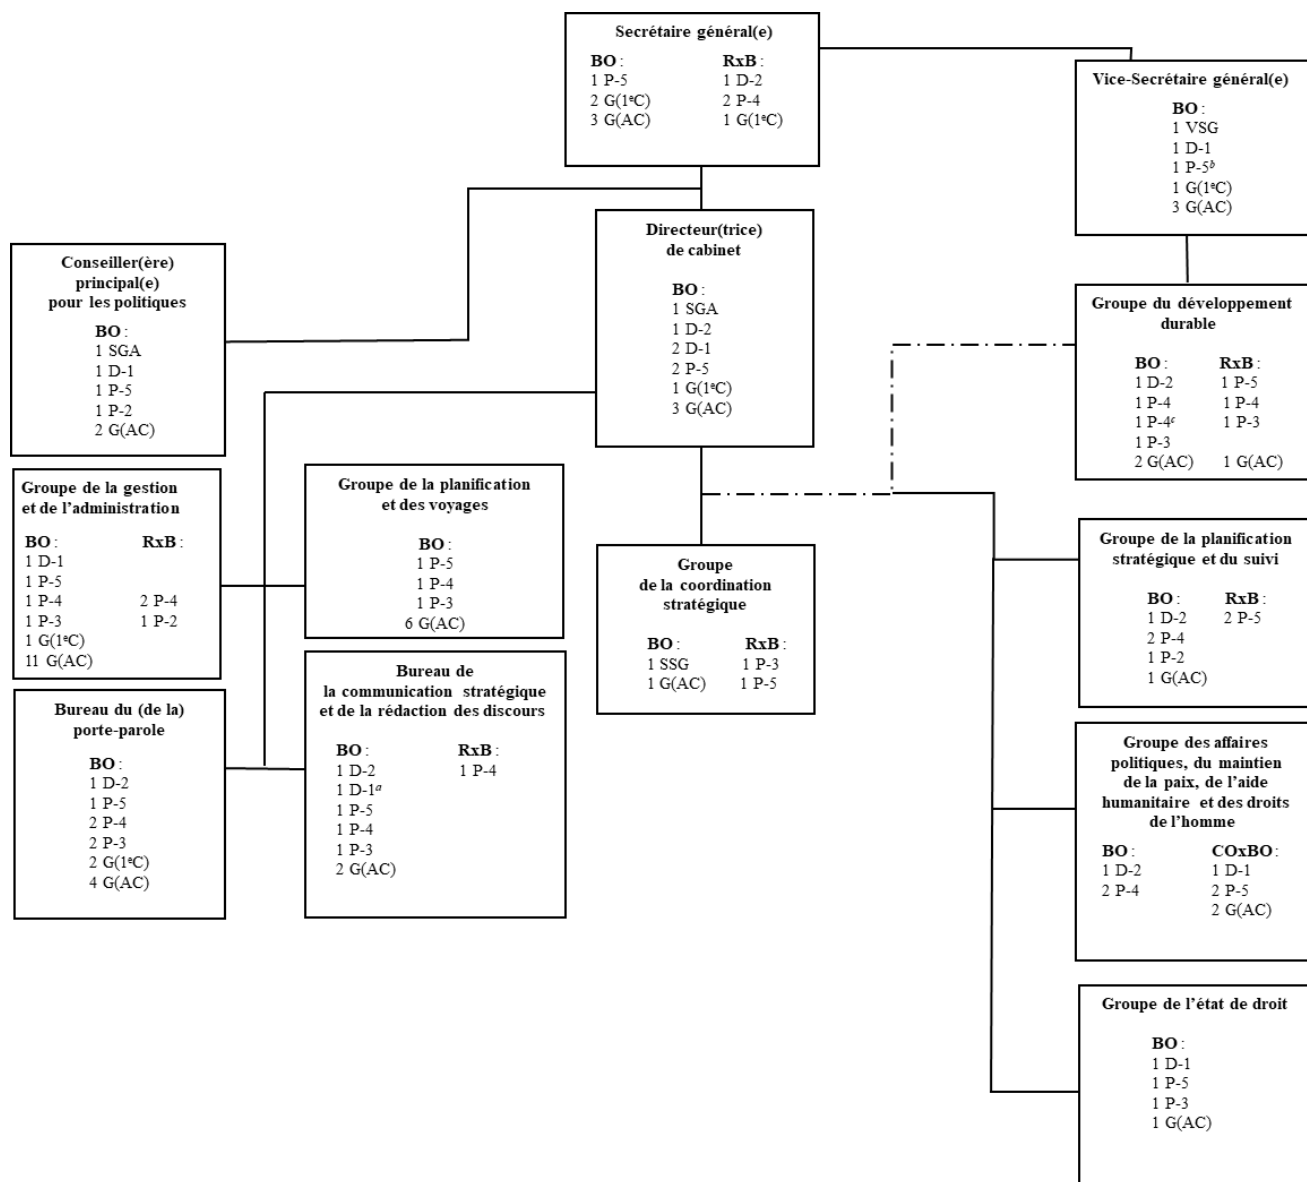 Secrétaire général(e)
BO : RxB :
1 P-5 1 D-2
2 G(1ᵉC) 2 P-4
3 G(AC) 1 G(1ᵉC)
Vice-Secrétaire général(e)
BO :
1 VSG
1 D-1
1 P-5ᵇ
1 G(1ᵉC)
3 G(AC)
Conseiller(ère)
principal(e)
pour les politiques
BO :
1 SGA
1 D-1
1 P-5
1 P-2
2 G(AC)
Directeur(trice)
de cabinet
BO :
1 SGA
1 D-2
2 D-1
2 P-5
1 G(1ᵉC)
3 G(AC)
Groupe du développement
durable
BO : RxB :
1 D-2 1 P-5
1 P-4 1 P-4
1 P-4ᶜ 1 P-3
1 P-3
2 G(AC) 1 G(AC)
Groupe de la gestion
et de l’administration
BO : RxB :
1 D-1
1 P-5
1 P-4 2 P-4
1 P-3 1 P-2
1 G(1ᵉC)
11 G(AC)
Groupe de la planification
et des voyages
BO :
1 P-5
1 P-4
1 P-3
6 G(AC)
Groupe
de la coordination
stratégique
BO : RxB :
1 SSG 1 P-3
1 G(AC) 1 P-5
Groupe de la planification
stratégique et du suivi
BO : RxB :
1 D-2 2 P-5
2 P-4
1 P-2
1 G(AC)
Bureau du (de la)
porte-parole
BO :
1 D-2
1 P-5
2 P-4
2 P-3
2 G(1ᵉC)
4 G(AC)
Bureau de
la communication stratégique
et de la rédaction des discours
BO : RxB :
1 D-2 1 P-4
1 D-1ᵃ
1 P-5
1 P-4
1 P-3
2 G(AC)
Groupe des affaires
politiques, du maintien
de la paix, de l’aide
humanitaire et des droits
de l’homme
BO : COxBO:
1 D-2 1 D-1
2 P-4 2 P-5
2 G(AC)
Groupe de l’état de droit
BO :
1 D-1
1 P-5
1 P-3
1 G(AC)